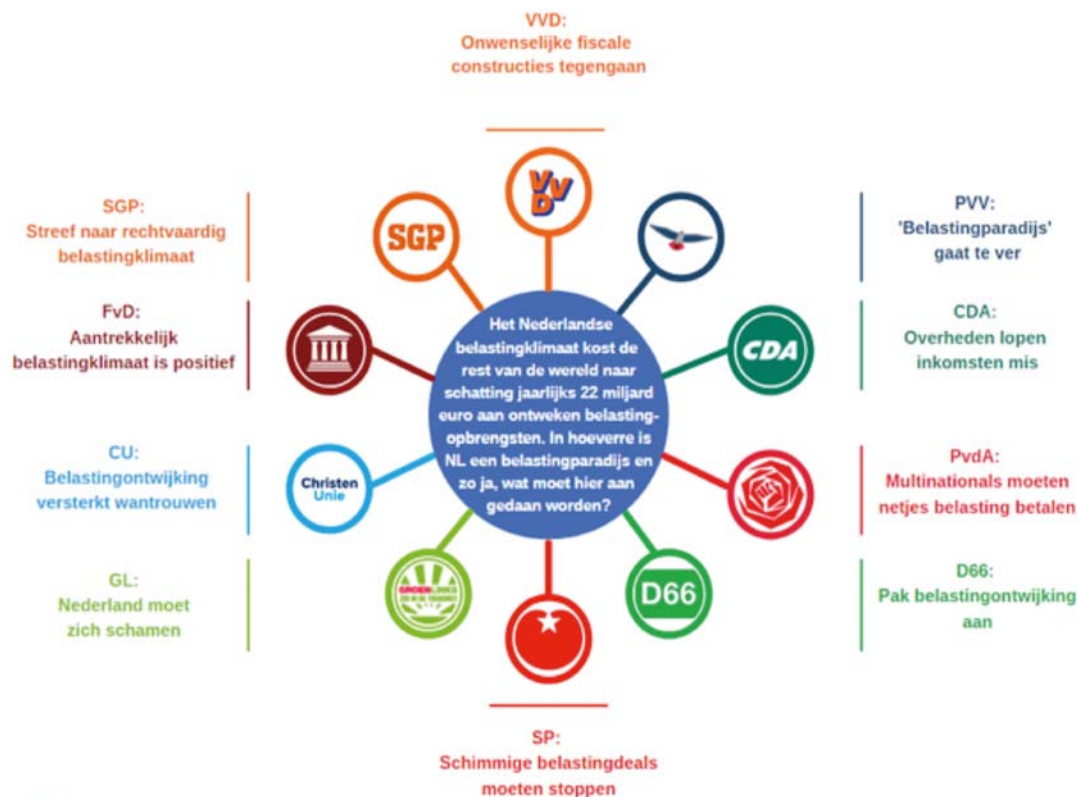 VVD:
Onwenselijke fiscale
constructies tegengaan
VVD
SGP
SGP:
Streef naar rechtvaardig
belastingklimaat
PVV:
'Belastingparadijs'
gaat te ver
FvD:
Aantrekkelijk
belastingklimaat is positief
Het Nederlandse
belastingklimaat kost de
rest van de wereld naar
schatting jaarlijks 22 miljard
euro aan ontweken belasting-
opbrengsten. In hoeverre is
NL een belastingparadijs en
zo ja, wat moet hier aan
gedaan worden?
CDA
CDA:
Overheden lopen
inkomsten mis
CU:
Belastingontwijking
versterkt wantrouwen
Christen
Unie
PvdA:
Multinationals moeten
netjes belasting betalen
GL:
Nederland moet
zich schamen
GROENLINKS
D66
D66:
Pak belastingontwijking
aan
SP:
Schimmige belastingdeals
moeten stoppen